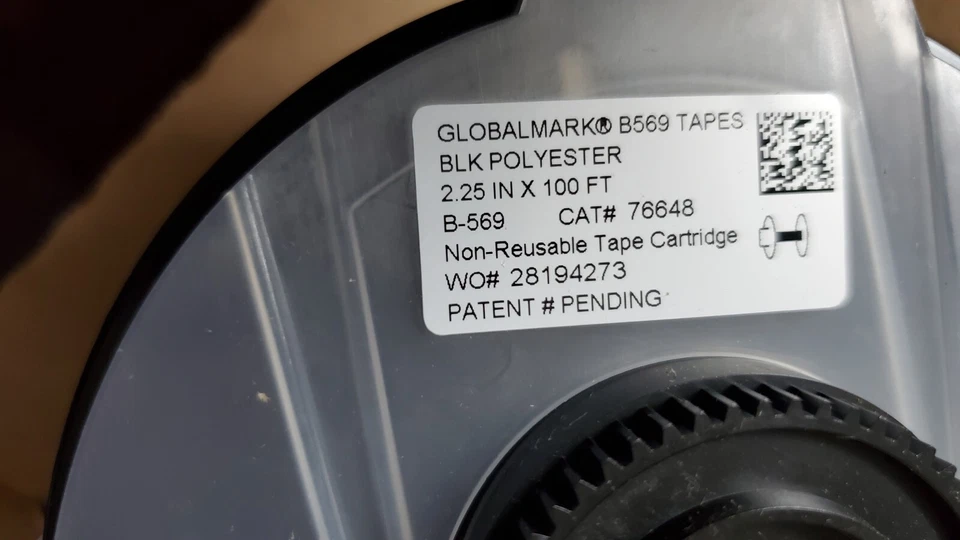 GLOBALMARK® B569 TAPES
BLK POLYESTER
2.25 IN X 100 FT
B-569 CAT# 76648
Non-Reusable Tape Cartridge
WO# 28194273
PATENT # PENDING